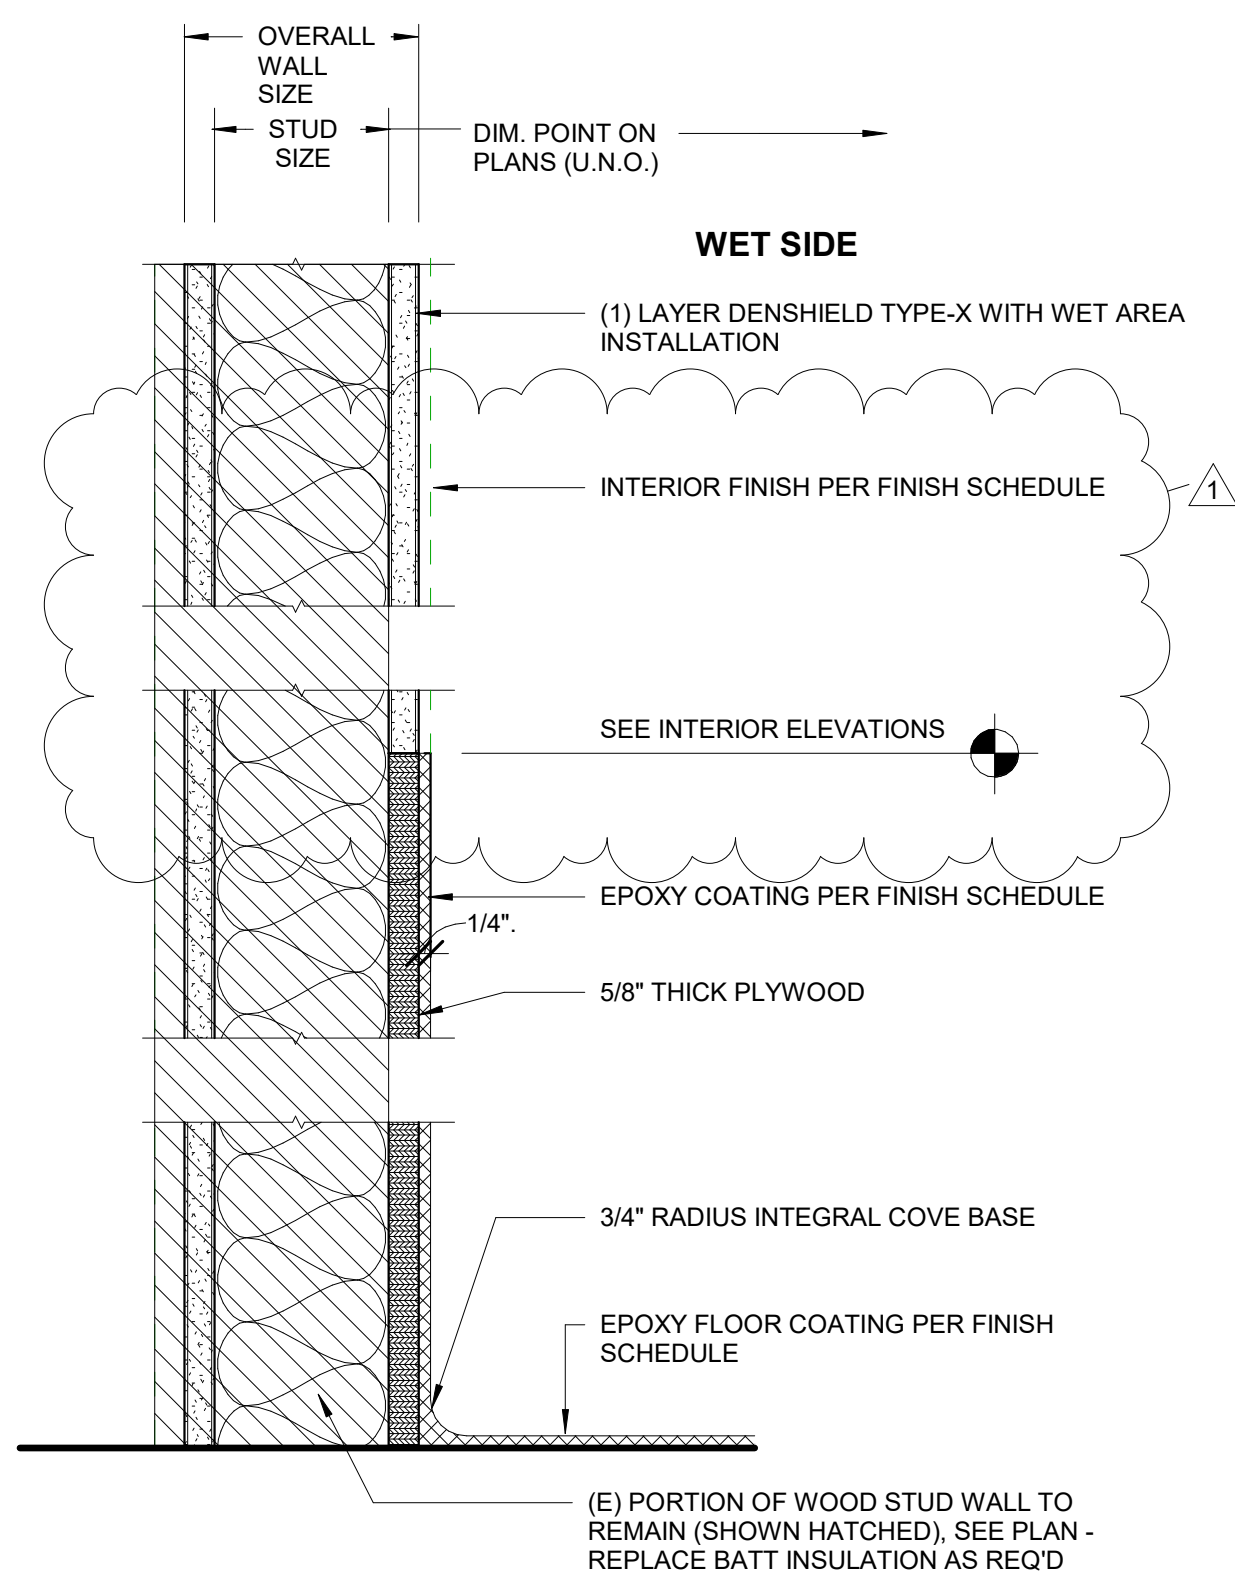 OVERALL
WALL
SIZE
STUD
SIZE
DIM. POINT ON
PLANS (U.N.O.)
WET SIDE
(1) LAYER DENSHIELD TYPE-X WITH WET AREA
INSTALLATION
INTERIOR FINISH PER FINISH SCHEDULE
1
SEE INTERIOR ELEVATIONS
EPOXY COATING PER FINISH SCHEDULE
1/4".
5/8" THICK PLYWOOD
3/4" RADIUS INTEGRAL COVE BASE
EPOXY FLOOR COATING PER FINISH
SCHEDULE
(E) PORTION OF WOOD STUD WALL TO
REMAIN (SHOWN HATCHED), SEE PLAN -
REPLACE BATT INSULATION AS REQ'D